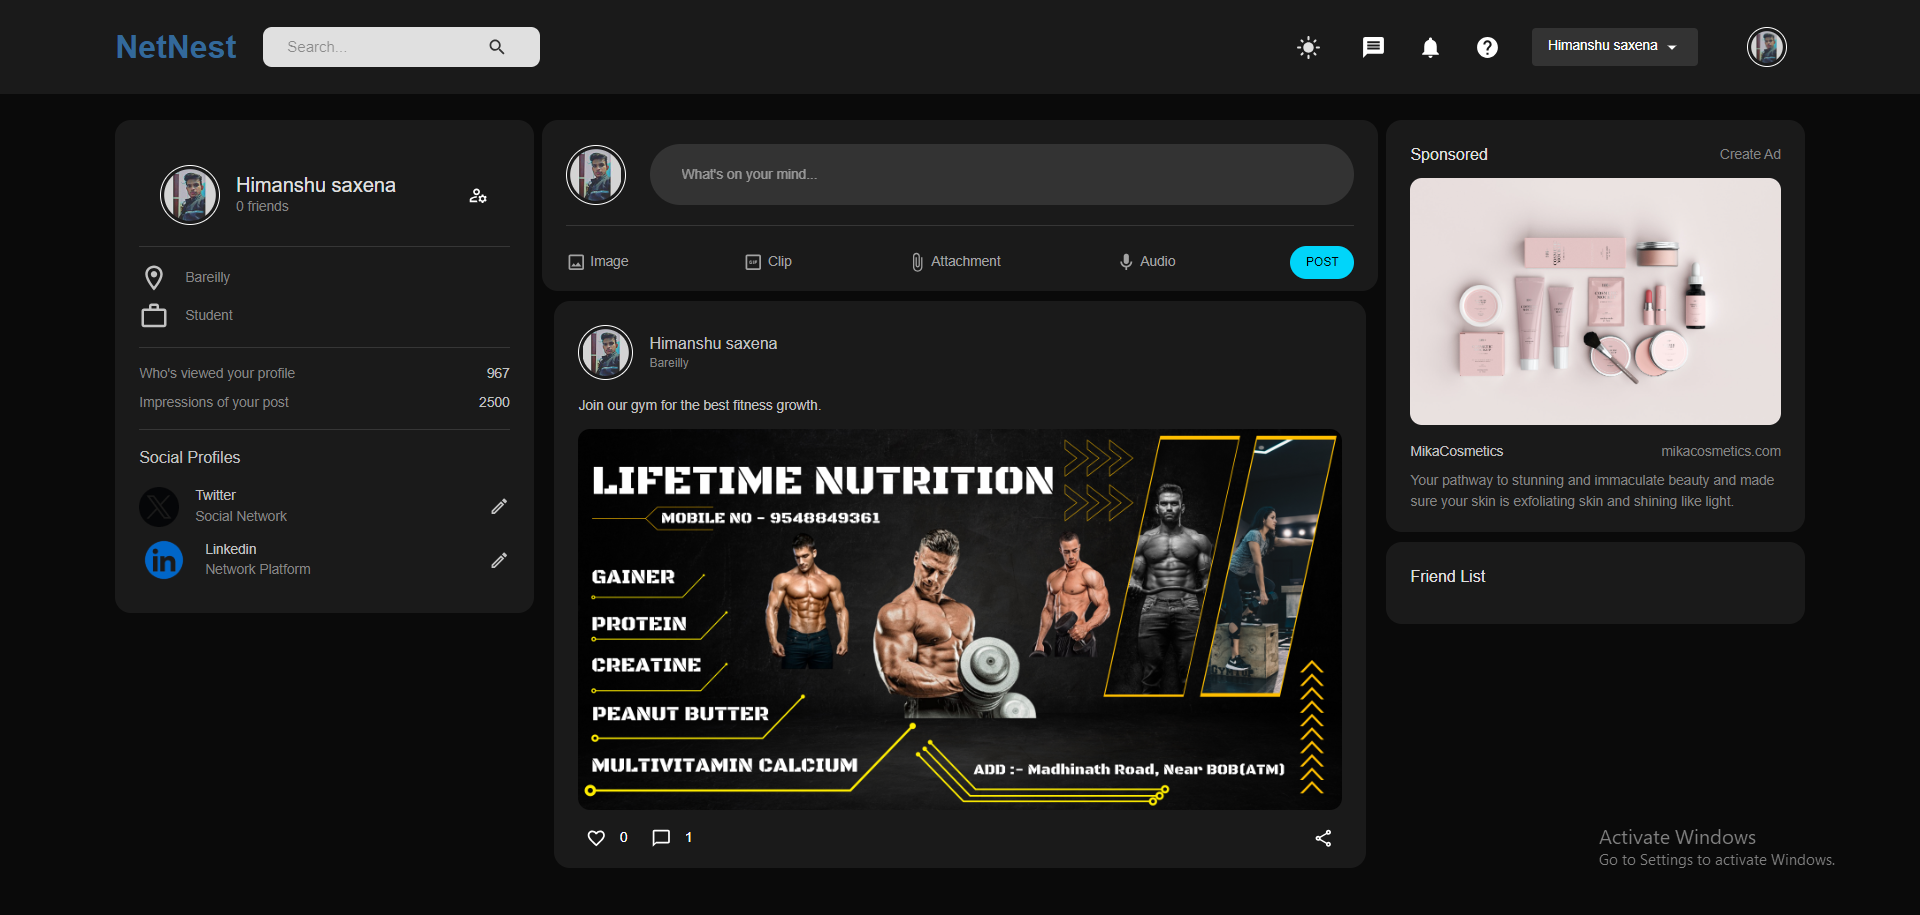 NetNest
Search...
Himanshu saxena
Himanshu saxena
0 friends
Bareilly
Student
Who's viewed your profile 967
Impressions of your post 2500
Social Profiles
Twitter
Social Network
Linkedin
Network Platform
What's on your mind...
Image Clip Attachment Audio POST
Himanshu saxena
Bareilly
Join our gym for the best fitness growth.
LIFETIME NUTRITION
MOBILE NO - 9548849361
GAINER
PROTEIN
CREATINE
PEANUT BUTTER
MULTIVITAMIN CALCIUM
ADD :- Madhinath Road, Near BOB(ATM)
0 1
Sponsored Create Ad
MikaCosmetics mikacosmetics.com
Your pathway to stunning and immaculate beauty and made
sure your skin is exfoliating skin and shining like light.
Friend List
Activate Windows
Go to Settings to activate Windows.